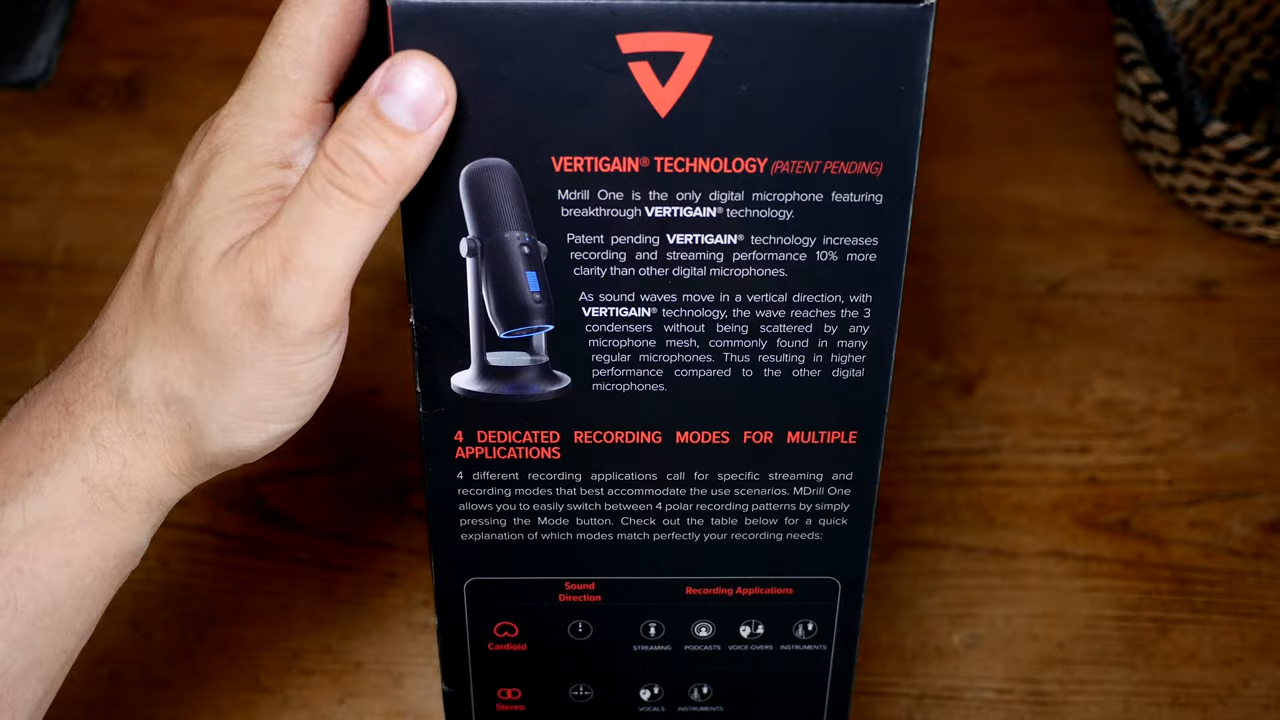 VERTIGAIN® TECHNOLOGY (PATENT PENDING)
Mdrill One is the only digital microphone featuring
breakthrough VERTIGAIN® technology.
Patent pending VERTIGAIN® technology increases
recording and streaming performance 10% more
clarity than other digital microphones.
As sound waves move in a vertical direction, with
VERTIGAIN® technology, the wave reaches the 3
condensers without being scattered by any
microphone mesh, commonly found in many
regular microphones. Thus resulting in higher
performance compared to the other digital
microphones.
4 DEDICATED RECORDING MODES FOR MULTIPLE
APPLICATIONS
4 different recording applications call for specific streaming and
recording modes that best accommodate the use scenarios. MDrill One
allows you to easily switch between 4 polar recording patterns by simply
pressing the Mode button. Check out the table below for a quick
explanation of which modes match perfectly your recording needs:
Sound
Direction
Recording Applications
Cardioid
STREAMING PODCASTS VOICE-OVERS INSTRUMENTS
Stereo
VOCALS INSTRUMENTS